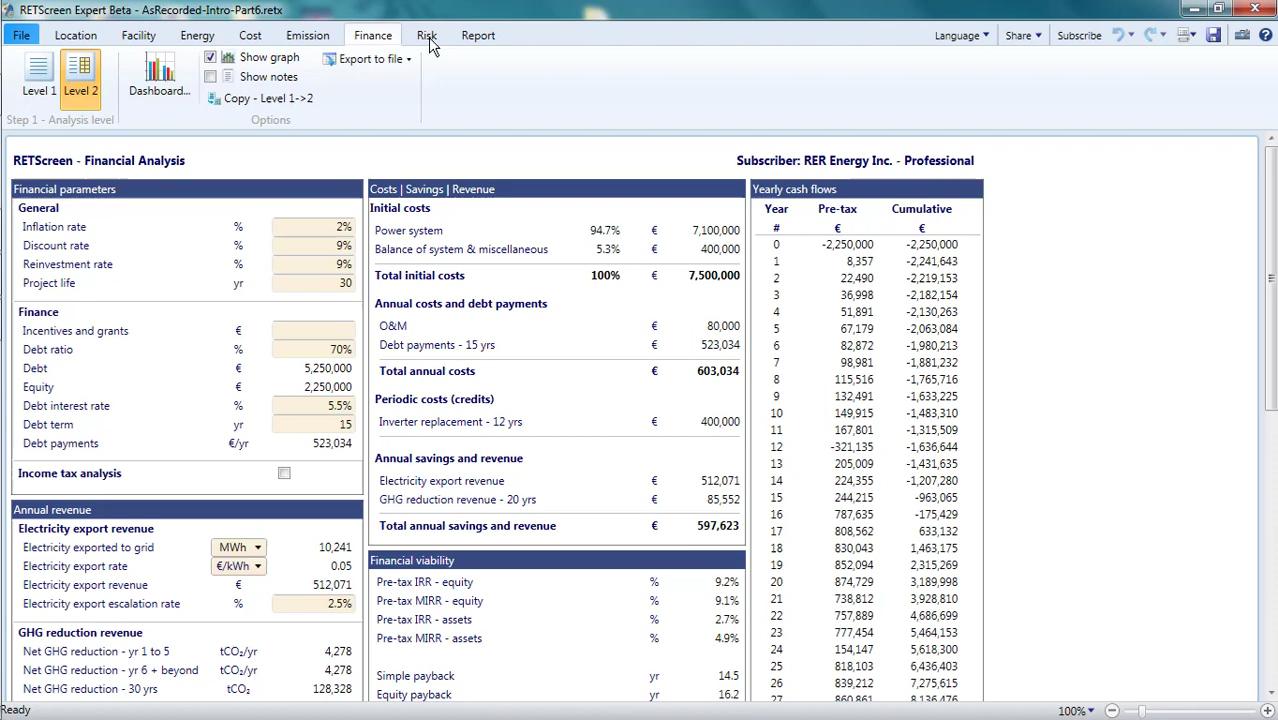 RETScreen Expert Beta - AsRecorded-Intro-Part6.retx
File Location Facility Energy Cost Emission Finance Risk Report Language Share Subscribe
Level 1 Level 2 Dashboard... Show graph Export to file
Show notes
Copy - Level 1->2
Step 1 - Analysis level Options
RETScreen - Financial Analysis Subscriber: RER Energy Inc. - Professional
Financial parameters
General
Inflation rate % 2%
Discount rate % 9%
Reinvestment rate % 9%
Project life yr 30
Finance
Incentives and grants €
Debt ratio % 70%
Debt € 5,250,000
Equity € 2,250,000
Debt interest rate % 5.5%
Debt term yr 15
Debt payments €/yr 523,034
Income tax analysis
Annual revenue
Electricity export revenue
Electricity exported to grid MWh 10,241
Electricity export rate €/kWh 0.05
Electricity export revenue € 512,071
Electricity export escalation rate % 2.5%
GHG reduction revenue
Net GHG reduction - yr 1 to 5 tCO₂/yr 4,278
Net GHG reduction - yr 6 + beyond tCO₂/yr 4,278
Net GHG reduction - 30 yrs tCO₂ 128,328
Costs | Savings | Revenue
Initial costs
Power system 94.7% € 7,100,000
Balance of system & miscellaneous 5.3% € 400,000
Total initial costs 100% € 7,500,000
Annual costs and debt payments
O&M € 80,000
Debt payments - 15 yrs € 523,034
Total annual costs € 603,034
Periodic costs (credits)
Inverter replacement - 12 yrs € 400,000
Annual savings and revenue
Electricity export revenue € 512,071
GHG reduction revenue - 20 yrs € 85,552
Total annual savings and revenue € 597,623
Financial viability
Pre-tax IRR - equity % 9.2%
Pre-tax MIRR - equity % 9.1%
Pre-tax IRR - assets % 2.7%
Pre-tax MIRR - assets % 4.9%
Simple payback yr 14.5
Equity payback yr 16.2
Yearly cash flows
Year Pre-tax Cumulative
# € €
0 -2,250,000 -2,250,000
1 8,357 -2,241,643
2 22,490 -2,219,153
3 36,998 -2,182,154
4 51,891 -2,130,263
5 67,179 -2,063,084
6 82,872 -1,980,213
7 98,981 -1,881,232
8 115,516 -1,765,716
9 132,491 -1,633,225
10 149,915 -1,483,310
11 167,801 -1,315,509
12 -321,135 -1,636,644
13 205,009 -1,431,635
14 224,355 -1,207,280
15 244,215 -963,065
16 787,635 -175,429
17 808,562 633,132
18 830,043 1,463,175
19 852,094 2,315,269
20 874,729 3,189,998
21 738,812 3,928,810
22 757,889 4,686,699
23 777,454 5,464,153
24 154,147 5,618,300
25 818,103 6,436,403
26 839,212 7,275,615
27 860,861 8,136,476
Ready 100%